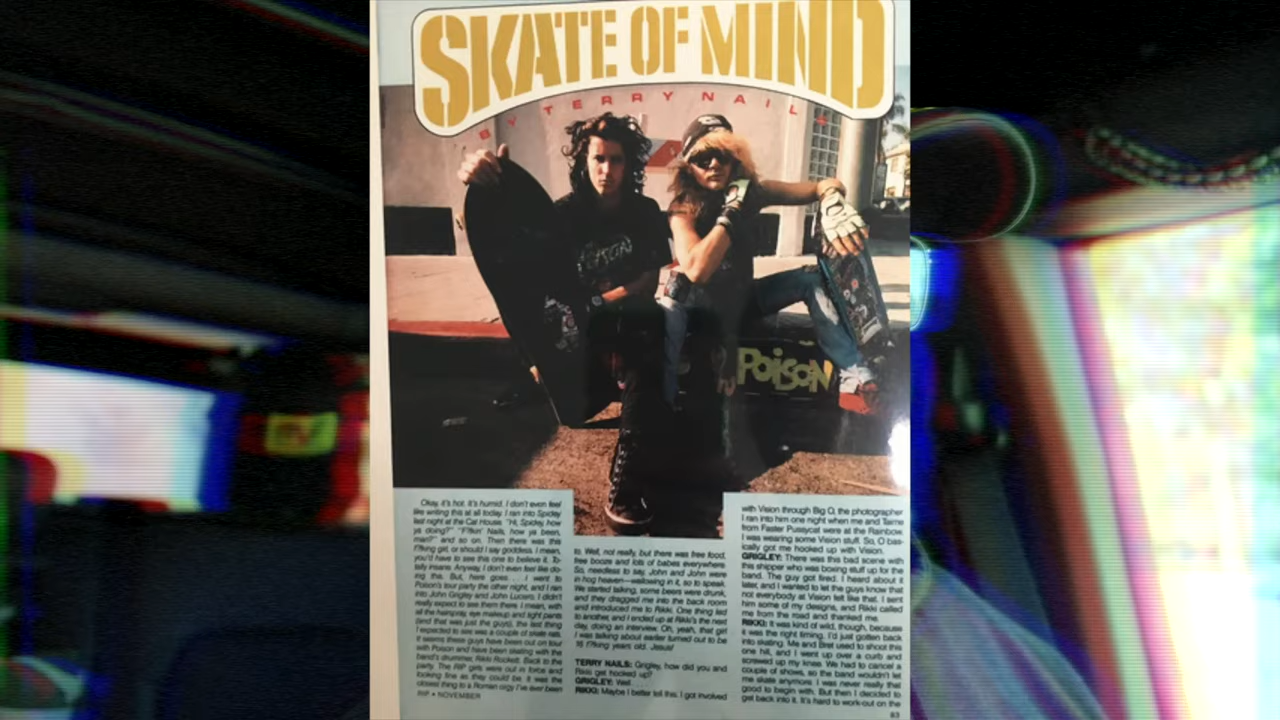 SKATE OF MIND
BY TERRY NAILS
POISON
POISON
Okay, it's hot. It's humid. I don't even feel
like writing this at all today. I ran into Spidey
last night at the Cat House. "Hi, Spidey, how
ya doing?" "F?!kin' Nails, how ya been,
man?" and so on. Then there was this
f?!king girl, or should I say goddess. I mean,
you'd have to see this one to believe it. To-
tally insane. Anyway, I don't even feel like do-
ing this. But, here goes . . . I went to
Poison's tour party the other night, and I ran
into John Grigley and John Lucero. I didn't
really expect to see them there. I mean, with
all the hairspray, eye makeup and tight pants
(and that was just the guys), the last thing
I expected to see was a couple of skate rats.
It seems these guys have been out on tour
with Poison and have been skating with the
band's drummer, Rikki Rockett. Back to the
party. The RIP girls were out in force and
looking fine as they could be. It was the
closest thing to a Roman orgy I've ever been
RIP • NOVEMBER
to. Well, not really, but there was free food,
free booze and lots of babes everywhere.
So, needless to say, John and John were
in hog heaven—wallowing in it, so to speak.
We started talking, some beers were drunk,
and they dragged me into the back room
and introduced me to Rikki. One thing led
to another, and I ended up at Rikki's the next
day, doing an interview. Oh, yeah, that girl
I was talking about earlier turned out to be
16 f?!king years old. Jesus!
TERRY NAILS: Grigley, how did you and
Rikki get hooked up?
GRIGLEY: Well . . .
RIKKI: Maybe I better tell this. I got involved
with Vision through Big O, the photographer.
I ran into him one night when me and Taime
from Faster Pussycat were at the Rainbow.
I was wearing some Vision stuff. So, O bas-
ically got me hooked up with Vision.
GRIGLEY: There was this bad scene with
this shipper who was boxing stuff up for the
band. The guy got fired. I heard about it
later, and I wanted to let the guys know that
not everybody at Vision felt like that. I sent
him some of my designs, and Rikki called
me from the road and thanked me.
RIKKI: It was kind of wild, though, because
it was the right timing. I'd just gotten back
into skating. Me and Bret used to shoot this
one hill, and I went up over a curb and
screwed up my knee. We had to cancel a
couple of shows, so the band wouldn't let
me skate anymore. I was never really that
good to begin with. But then I decided to
get back into it. It's hard to work-out on the
83